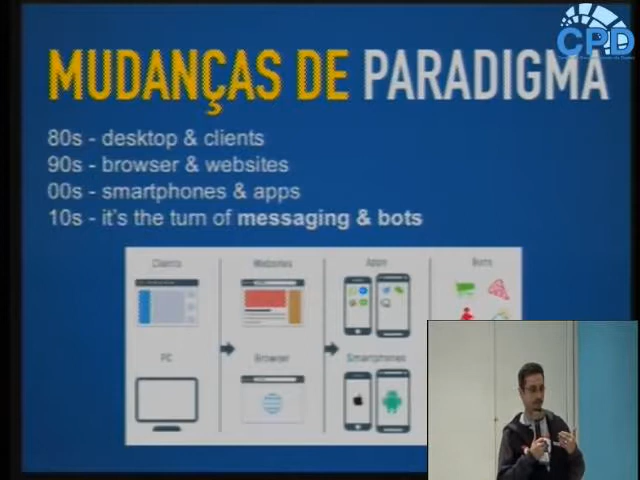 CPD
MUDANÇAS DE PARADIGMA
80s - desktop & clients
90s - browser & websites
00s - smartphones & apps
10s - it's the turn of messaging & bots
Clients
Websites
Apps
Bots
PC
Browser
Smartphones